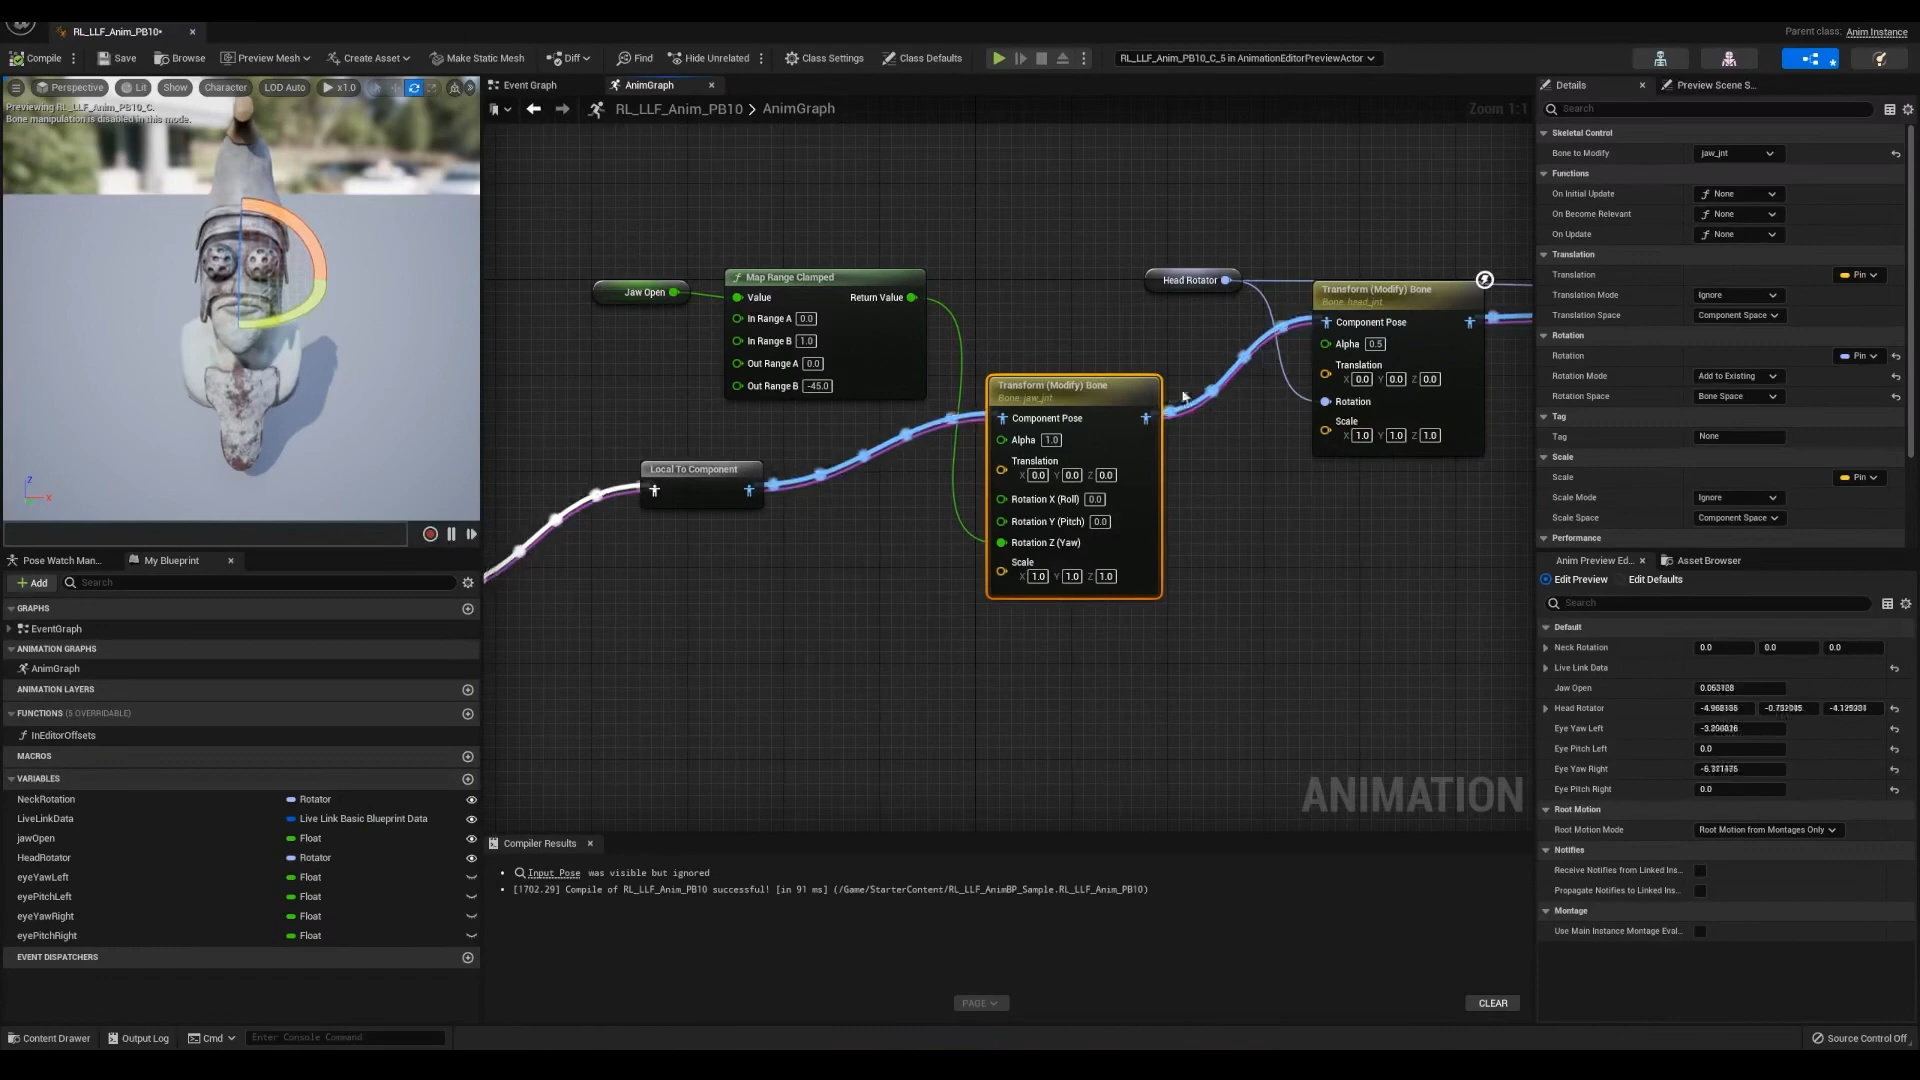 RL_LLF_Anim_PB10•
Parent class: Anim Instance
Compile
Save
Browse
Preview Mesh
Create Asset
Make Static Mesh
Diff
Find
Hide Unrelated
Class Settings
Class Defaults
RL_LLF_Anim_PB10_C_5 in AnimationEditorPreviewActor
Perspective
Lit
Show
Character
LOD Auto
x1.0
Previewing RL_LLF_Anim_PB10_C.
Bone manipulation is disabled in this mode.
Z
X
Event Graph
AnimGraph
RL_LLF_Anim_PB10 > AnimGraph
Zoom 1:1
Jaw Open
Map Range Clamped
Value
Return Value
In Range A 0.0
In Range B 1.0
Out Range A 0.0
Out Range B -45.0
Local To Component
Transform (Modify) Bone
Bone: jaw_jnt
Component Pose
Alpha 1.0
Translation
X 0.0 Y 0.0 Z 0.0
Rotation X (Roll) 0.0
Rotation Y (Pitch) 0.0
Rotation Z (Yaw)
Scale
X 1.0 Y 1.0 Z 1.0
Head Rotator
Transform (Modify) Bone
Bone: head_jnt
Component Pose
Alpha 0.5
Translation
X 0.0 Y 0.0 Z 0.0
Rotation
Scale
X 1.0 Y 1.0 Z 1.0
ANIMATION
Pose Watch Man...
My Blueprint
Add
Search
GRAPHS
EventGraph
ANIMATION GRAPHS
AnimGraph
ANIMATION LAYERS
FUNCTIONS (5 OVERRIDABLE)
InEditorOffsets
MACROS
VARIABLES
NeckRotation Rotator
LiveLinkData Live Link Basic Blueprint Data
jawOpen Float
HeadRotator Rotator
eyeYawLeft Float
eyePitchLeft Float
eyeYawRight Float
eyePitchRight Float
EVENT DISPATCHERS
Compiler Results
Input Pose was visible but ignored
[1702.29] Compile of RL_LLF_Anim_PB10 successful! [in 91 ms] (/Game/StarterContent/RL_LLF_AnimBP_Sample.RL_LLF_Anim_PB10)
PAGE
CLEAR
Details
Preview Scene S...
Search
Skeletal Control
Bone to Modify jaw_jnt
Functions
On Initial Update None
On Become Relevant None
On Update None
Translation
Translation Pin
Translation Mode Ignore
Translation Space Component Space
Rotation
Rotation Pin
Rotation Mode Add to Existing
Rotation Space Bone Space
Tag
Tag None
Scale
Scale Pin
Scale Mode Ignore
Scale Space Component Space
Performance
Anim Preview Ed...
Asset Browser
Edit Preview
Edit Defaults
Search
Default
Neck Rotation 0.0 0.0 0.0
Live Link Data
Jaw Open
Head Rotator
Eye Yaw Left
Eye Pitch Left 0.0
Eye Yaw Right
Eye Pitch Right 0.0
Root Motion
Root Motion Mode Root Motion from Montages Only
Notifies
Receive Notifies from Linked Ins...
Propagate Notifies to Linked Ins...
Montage
Use Main Instance Montage Eval...
Content Drawer
Output Log
Cmd
Enter Console Command
Source Control Off